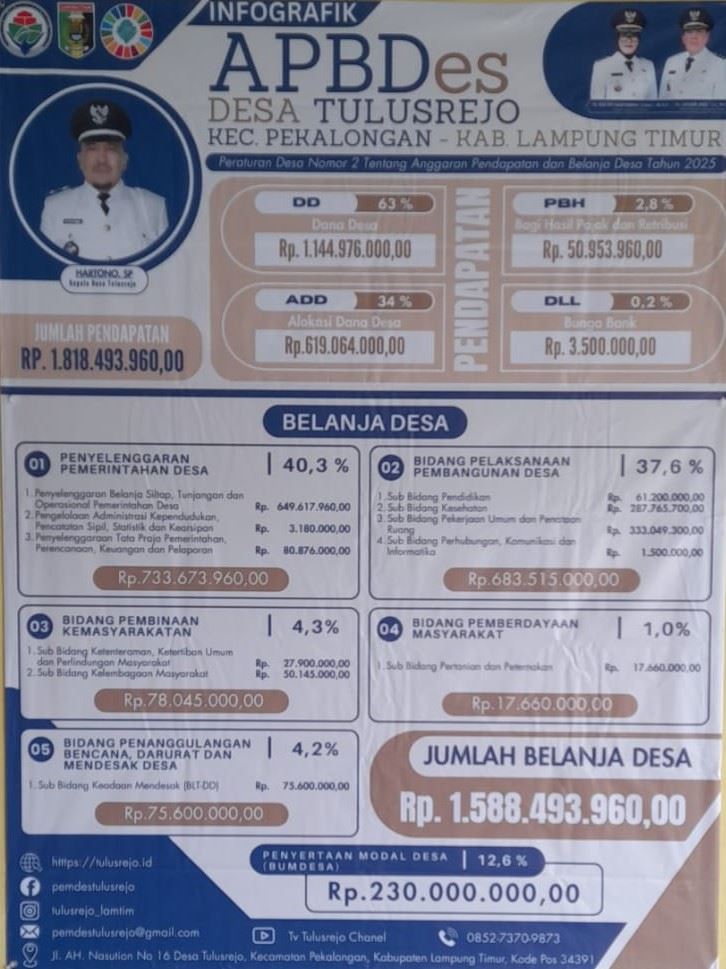 INFOGRAFIK
APBDes
DESA TULUSREJO
KEC. PEKALONGAN - KAB. LAMPUNG TIMUR
Peraturan Desa Nomor 2 Tentang Anggaran Pendapatan dan Belanja Desa Tahun 2025
HARTONO, SP
Kepala Desa Tulusrejo
JUMLAH PENDAPATAN
RP. 1.818.493.960,00
PENDAPATAN
DD 63 %
Dana Desa
Rp. 1.144.976.000,00
PBH 2,8 %
Bagi Hasil Pajak dan Retribusi
Rp. 50.953.960,00
ADD 34 %
Alokasi Dana Desa
Rp.619.064.000,00
DLL 0,2 %
Bunga Bank
Rp. 3.500.000,00
BELANJA DESA
01 PENYELENGGARAN
PEMERINTAHAN DESA | 40,3 %
1. Penyelenggaran Belanja Siltap, Tunjangan dan
Operasional Pemerintahan Desa Rp. 649.617.960,00
2. Pengelolaan Administrasi Kependudukan,
Pencatatan Sipil, Statistik dan Kearsipan Rp. 3.180.000,00
3. Penyelenggaraan Tata Praja Pemerintahan,
Perencanaan, Keuangan dan Pelaporan Rp. 80.876.000,00
Rp.733.673.960,00
02 BIDANG PELAKSANAAN
PEMBANGUNAN DESA | 37,6 %
1. Sub Bidang Pendidikan Rp. 61.200.000,00
2. Sub Bidang Kesehatan Rp. 287.765.700,00
3. Sub Bidang Pekerjaan Umum dan Penataan
Ruang Rp. 333.049.300,00
4. Sub Bidang Perhubungan, Komunikasi dan
Informatika Rp. 1.500.000,00
Rp.683.515.000,00
03 BIDANG PEMBINAAN
KEMASYARAKATAN | 4,3%
1. Sub Bidang Ketenteraman, Ketertiban Umum
dan Perlindungan Masyarakat Rp. 27.900.000,00
2. Sub Bidang Kelembagaan Masyarakat Rp. 50.145.000,00
Rp.78.045.000,00
04 BIDANG PEMBERDAYAAN
MASYARAKAT | 1,0%
1. Sub Bidang Pertanian dan Peternakan Rp. 17.660.000,00
Rp.17.660.000,00
05 BIDANG PENANGGULANGAN
BENCANA, DARURAT DAN
MENDESAK DESA | 4,2%
1. Sub Bidang Keadaan Mendesak (BLT-DD) Rp. 75.600.000,00
Rp.75.600.000,00
JUMLAH BELANJA DESA
Rp. 1.588.493.960,00
PENYERTAAN MODAL DESA
(BUMDESA) | 12,6 %
Rp.230.000.000,00
https://tulusrejo.id
pemdestulusrejo
tulusrejo_lamtim
pemdestulusrejo@gmail.com
Tv Tulusrejo Chanel
0852-7370-9873
Jl. AH. Nasution No 16 Desa Tulusrejo, Kecamatan Pekalongan, Kabupaten Lampung Timur, Kode Pos 34391